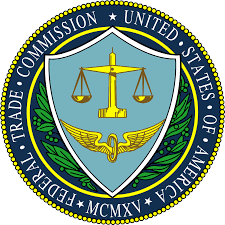 FEDERAL TRADE COMMISSION ★ UNITED STATES OF AMERICA
★ MCMXV ★